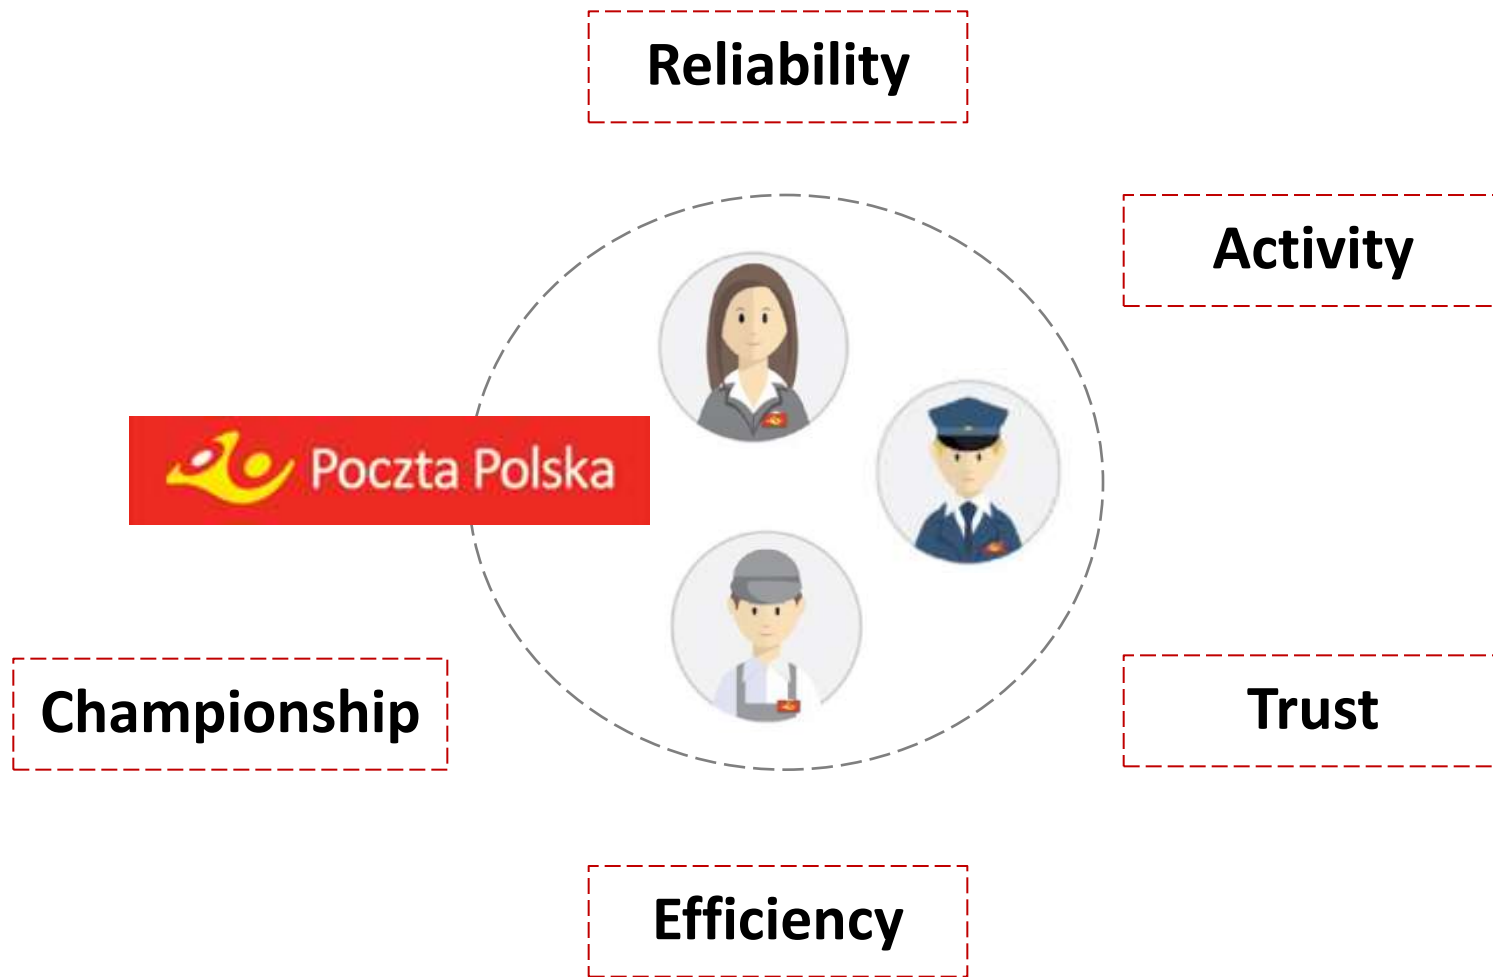 Reliability
Activity
Poczta Polska
Championship
Trust
Efficiency